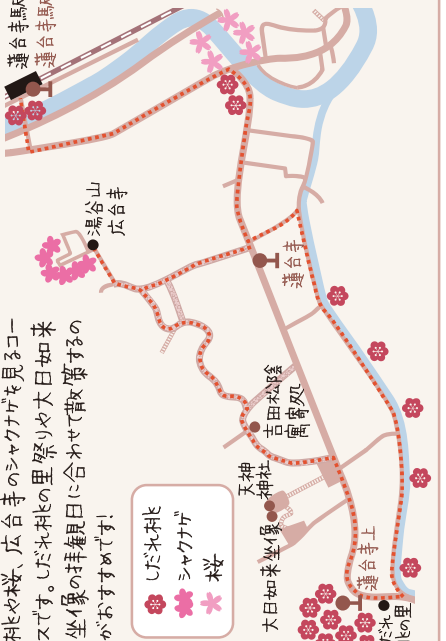 桃や桜、広台寺のシャクナゲを見るコー
スです。しだれ桃の里祭りや大日如来
坐像の拝観日に合わせて散策するの
がおすすめです!
しだれ桃
シャクナゲ
桜
蓮台寺駅
蓮台寺駅
湯谷山
広台寺
蓮台寺
吉田松陰
寓寄処
天神
神社
大日如来坐像
蓮台寺上
だれ
の里